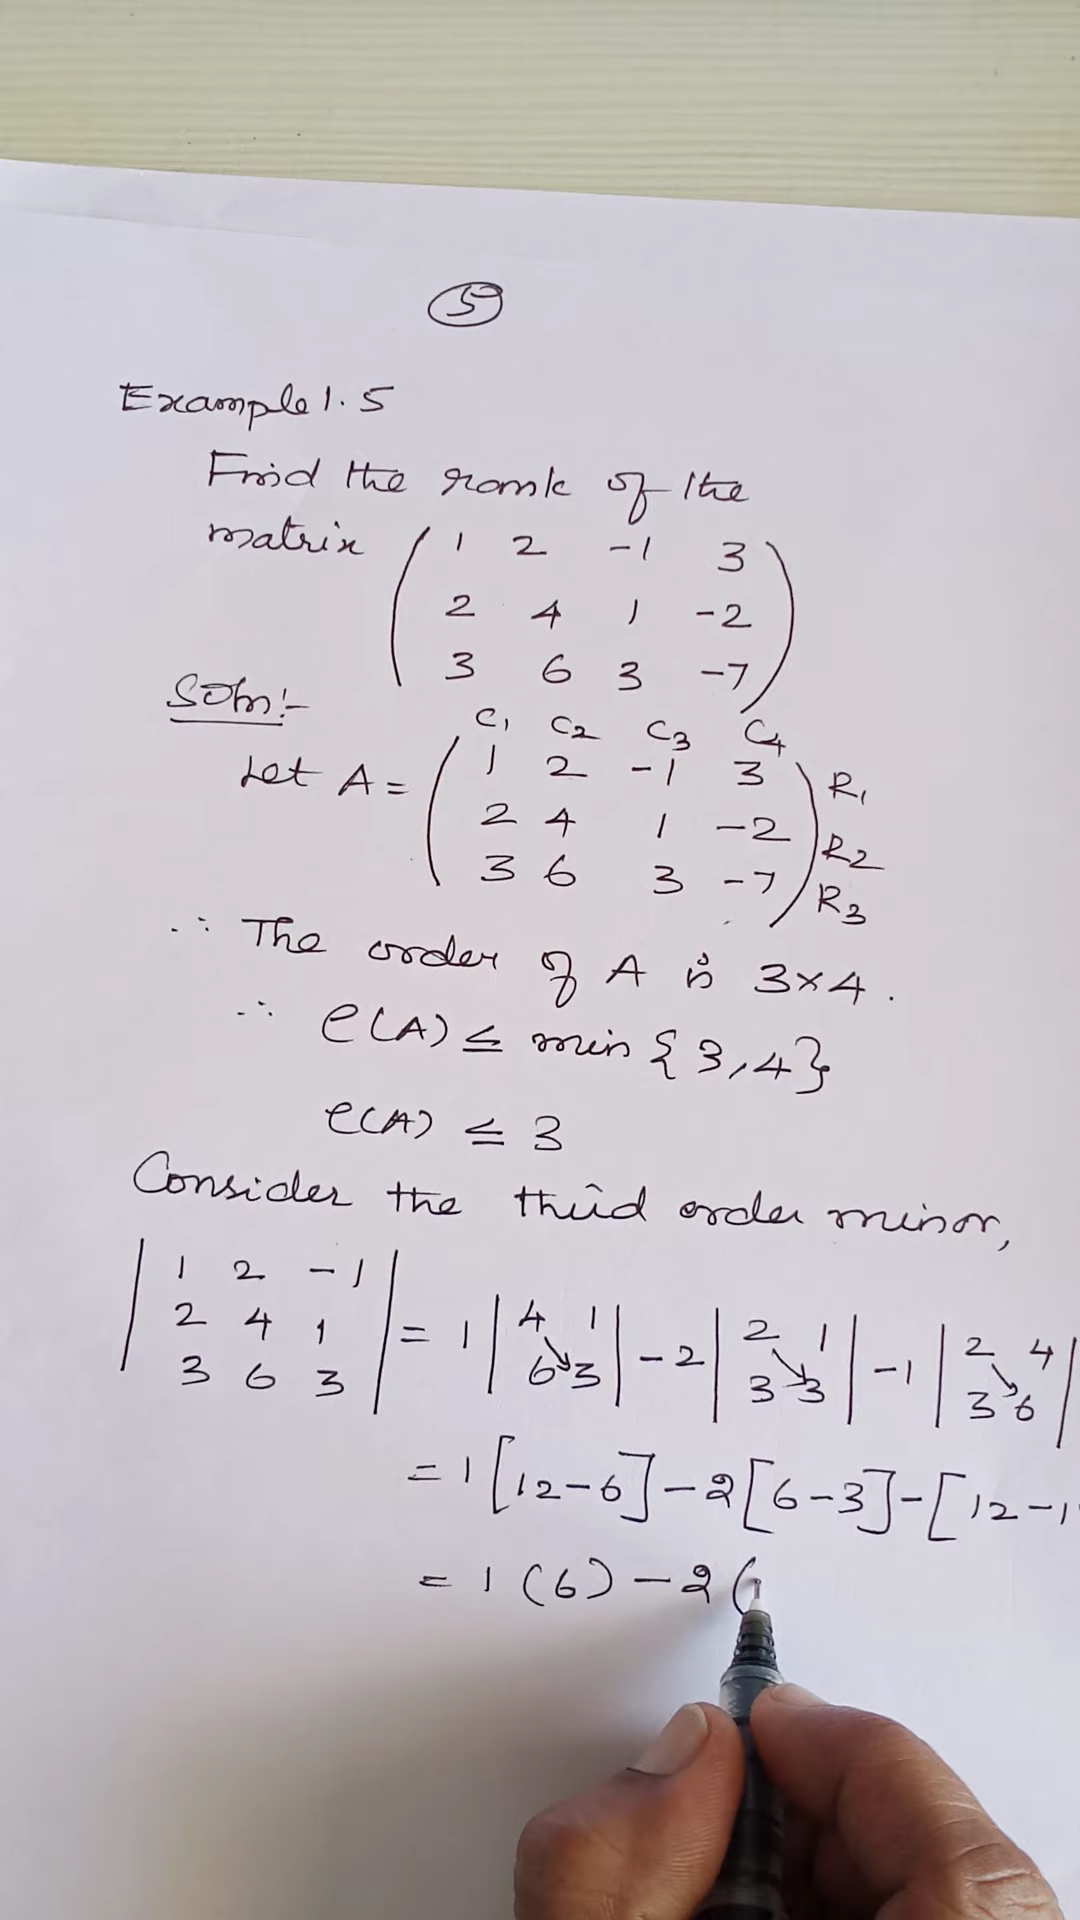 5
Example 1.5
Find the rank of the
matrix ( 1 2 -1 3
2 4 1 -2
3 6 3 -7 )
Soln:-
C1 C2 C3 C4
Let A = ( 1 2 -1 3 ) R1
2 4 1 -2 R2
3 6 3 -7 R3
∴ The order of A is 3×4.
∴ ρ(A) ≤ min {3,4}
ρ(A) ≤ 3
Consider the third order minor,
| 1 2 -1 |
| 2 4 1 | = 1 | 4 1 | -2 | 2 1 | -1 | 2 4 |
| 3 6 3 | | 6 3 | | 3 3 | | 3 6 |
= 1 [12-6] -2 [6-3] - [12-1
= 1 (6) - 2 (